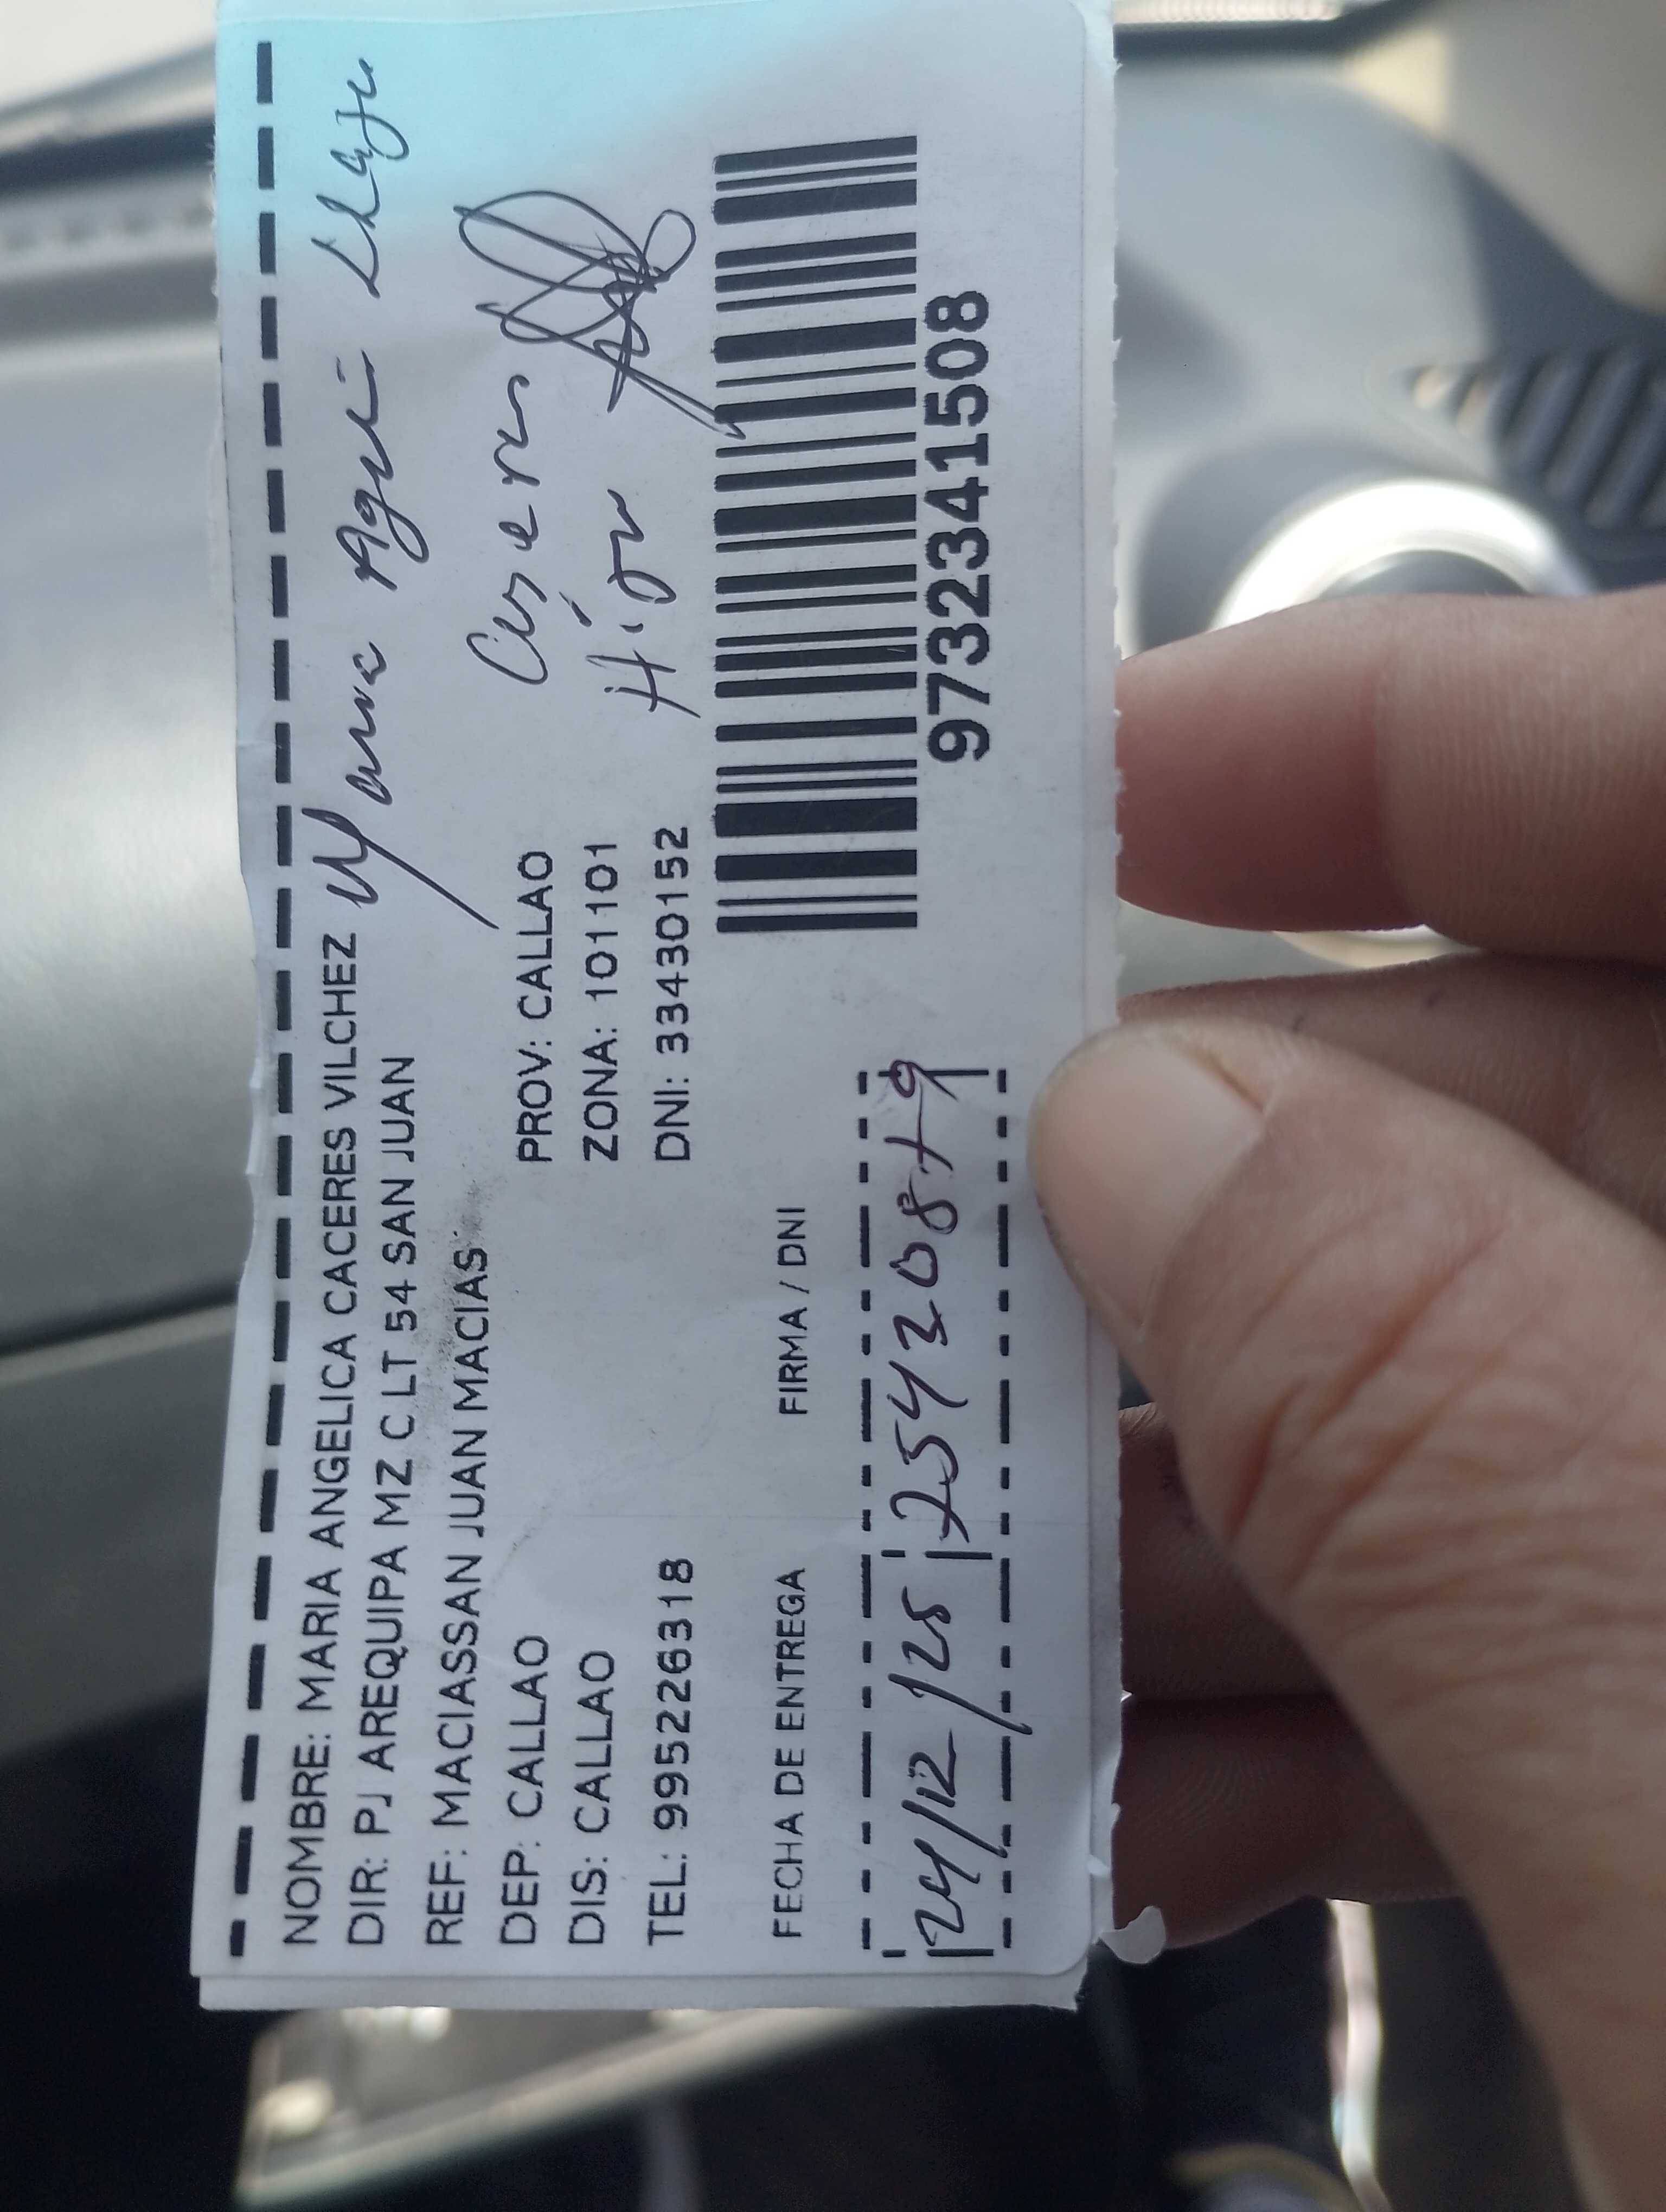 NOMBRE: MARIA ANGELICA CACERES VILCHEZ
DIR: PJ AREQUIPA MZ C LT 54 SAN JUAN
REF: MACIASSAN JUAN MACIAS
DEP: CALLAO PROV: CALLAO
DIS: CALLAO ZONA: 101101
TEL: 995226318 DNI: 33430152
FECHA DE ENTREGA FIRMA / DNI
24/12/25
9732341508